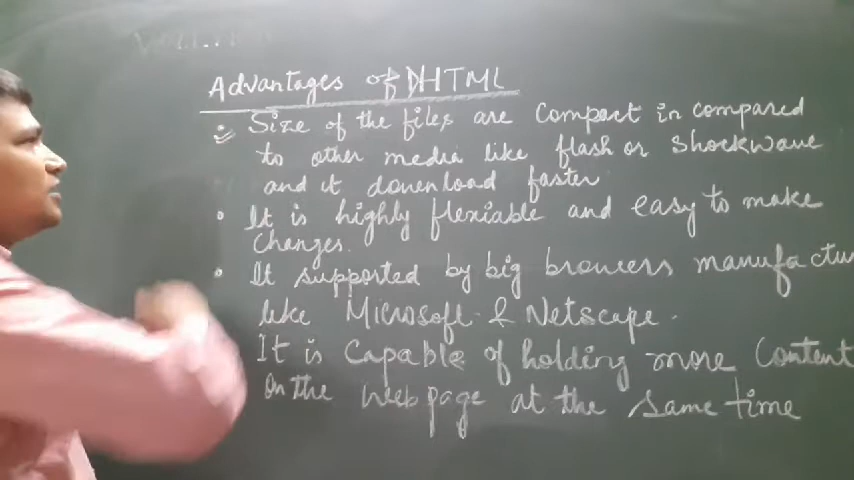 Advantages of DHTML
• Size of the files are compact in compared
to other media like flash or shockwave
and it download faster
• It is highly flexiable and easy to make
changes.
• It supported by big browers manufactur
like Microsoft & Netscape.
It is capable of holding more content
on the web page at the same time